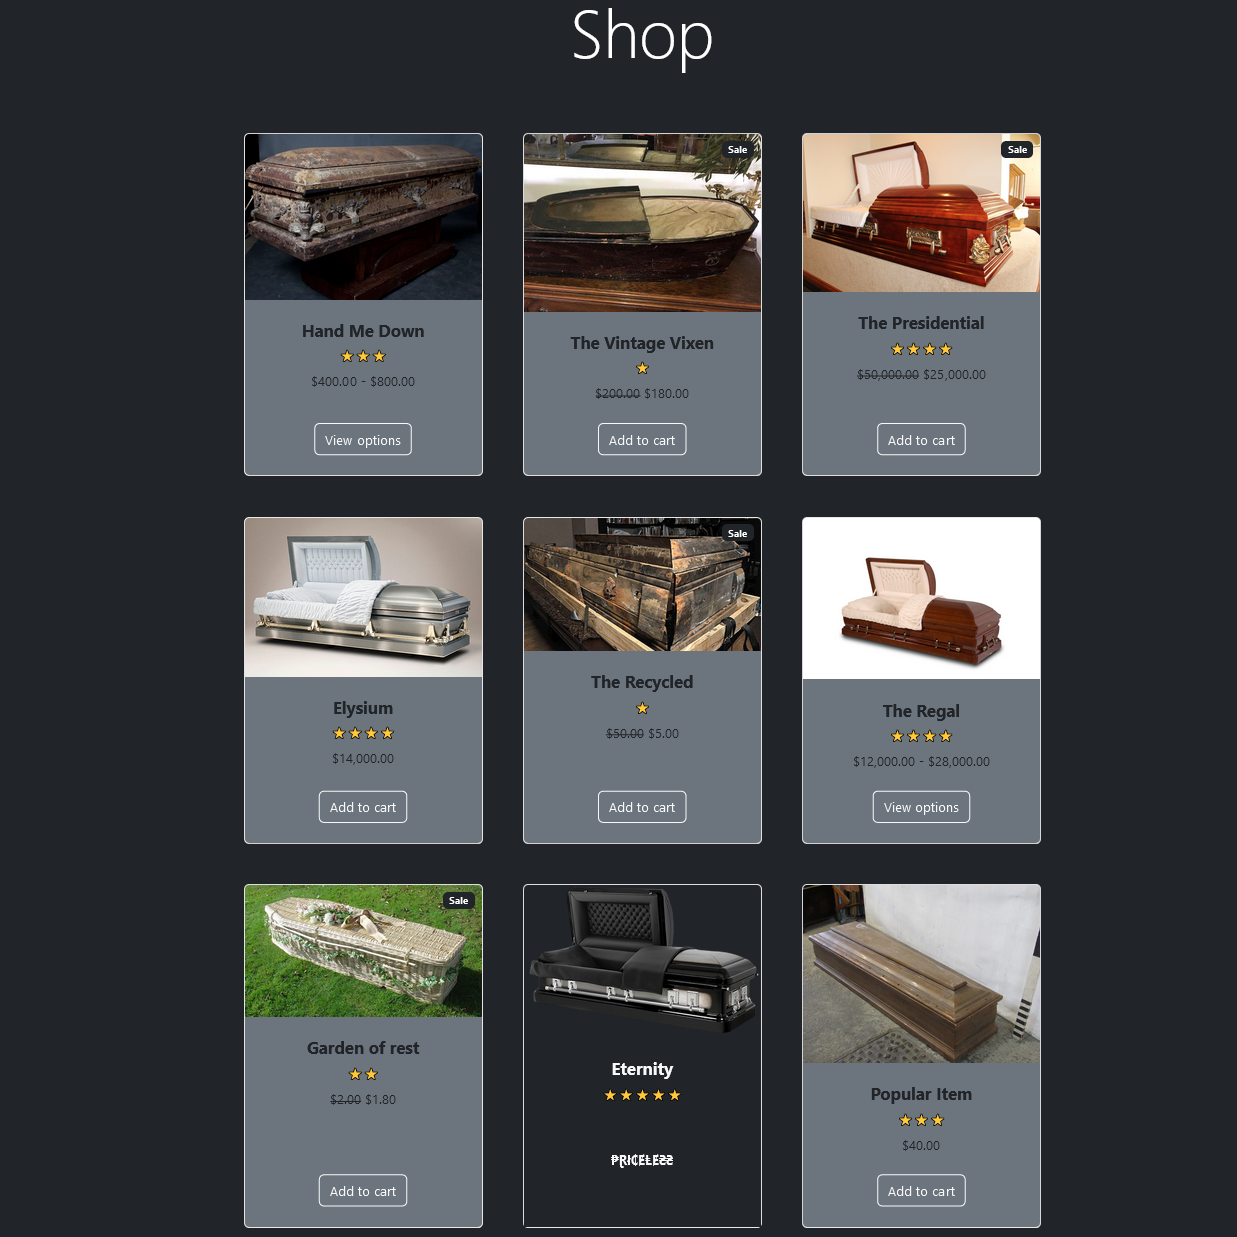 Shop
Sale
Sale
Hand Me Down
$400.00 - $800.00
View options
The Vintage Vixen
$200.00 $180.00
Add to cart
The Presidential
$50,000.00 $25,000.00
Add to cart
Sale
Elysium
$14,000.00
Add to cart
The Recycled
$50.00 $5.00
Add to cart
The Regal
$12,000.00 - $28,000.00
View options
Sale
Garden of rest
$2.00 $1.80
Add to cart
Eternity
₱Ɽł₵ɆⱠɆ₴₴
Popular Item
$40.00
Add to cart